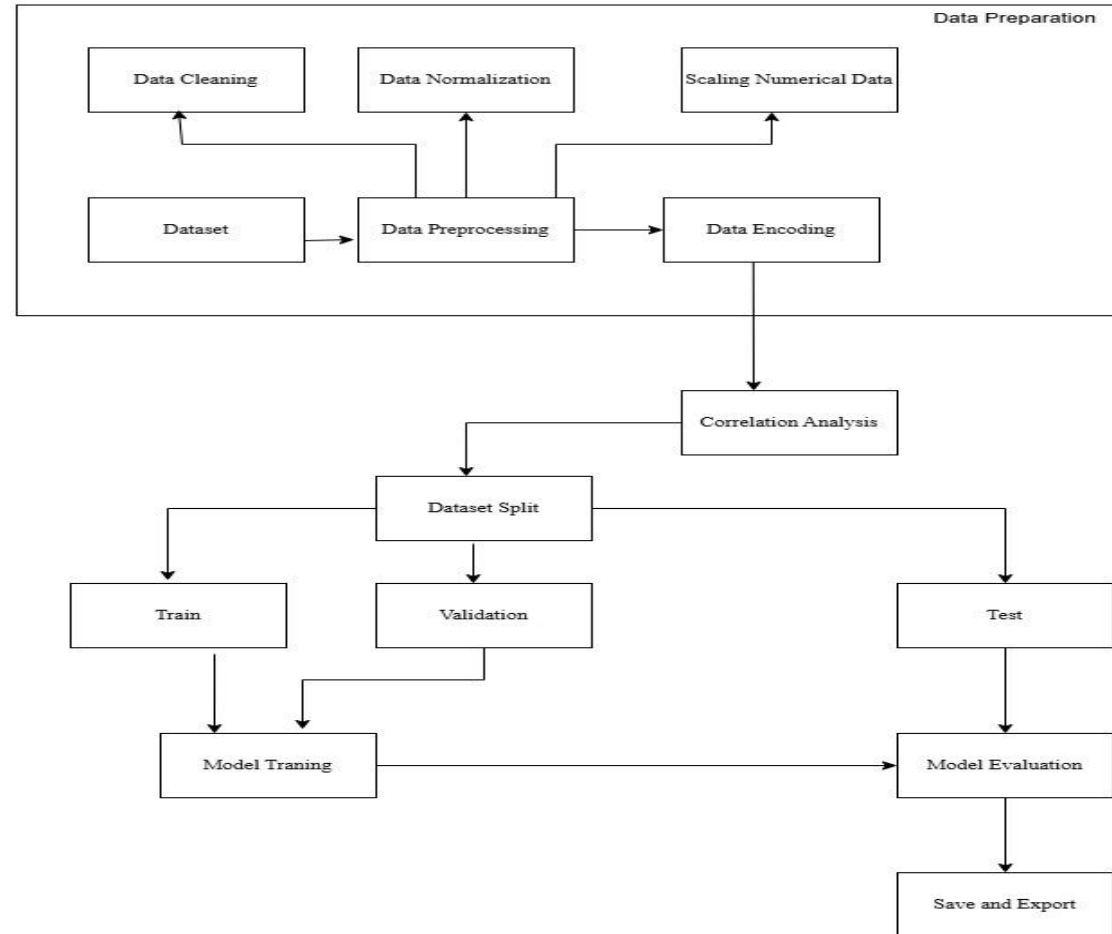 Data Preparation
Data Cleaning
Data Normalization
Scaling Numerical Data
Dataset
Data Preprocessing
Data Encoding
Correlation Analysis
Dataset Split
Train
Validation
Test
Model Traning
Model Evaluation
Save and Export